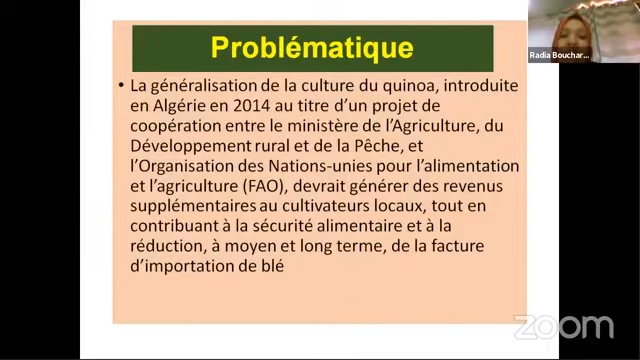 Problématique
• La généralisation de la culture du quinoa, introduite
en Algérie en 2014 au titre d’un projet de
coopération entre le ministère de l’Agriculture, du
Développement rural et de la Pêche, et
l’Organisation des Nations-unies pour l’alimentation
et l’agriculture (FAO), devrait générer des revenus
supplémentaires au cultivateurs locaux, tout en
contribuant à la sécurité alimentaire et à la
réduction, à moyen et long terme, de la facture
d’importation de blé
Radia Bouchar...
zoom